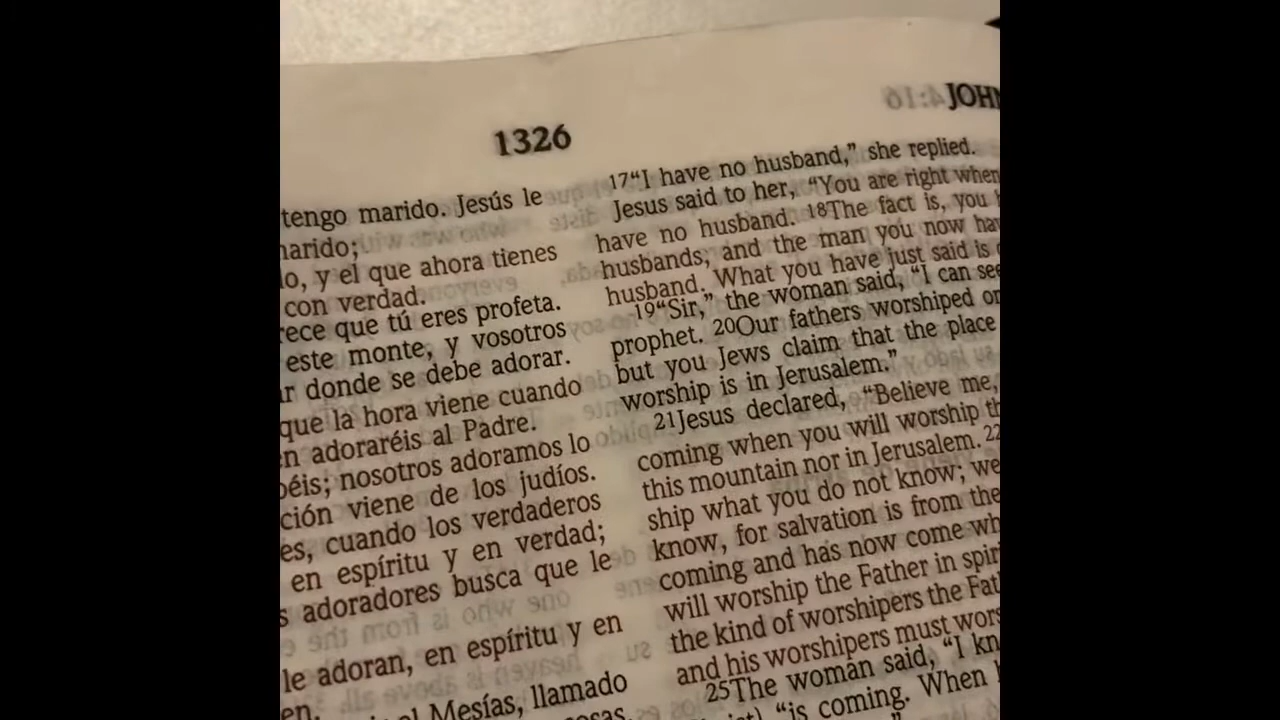 1326
JOHN
tengo marido. Jesús le
marido;
y el que ahora tienes
con verdad.
que tú eres profeta.
este monte, y vosotros
donde se debe adorar.
que la hora viene cuando
adoraréis al Padre.
nosotros adoramos lo
viene de los judíos.
cuando los verdaderos
en espíritu y en verdad;
adoradores busca que le
le adoran, en espíritu y en
Mesías, llamado
17“I have no husband,” she replied.
Jesus said to her, “You are right when
have no husband. 18The fact is, you
husbands, and the man you now
husband. What you have just said is
19“Sir,” the woman said, “I can see
prophet. 20Our fathers worshiped
but you Jews claim that the place
worship is in Jerusalem.”
21Jesus declared, “Believe me,
coming when you will worship
this mountain nor in Jerusalem.
ship what you do not know; we
know, for salvation is from the
coming and has now come
will worship the Father in
the kind of worshipers the
and his worshipers must
25The woman said, “I
“is coming. When